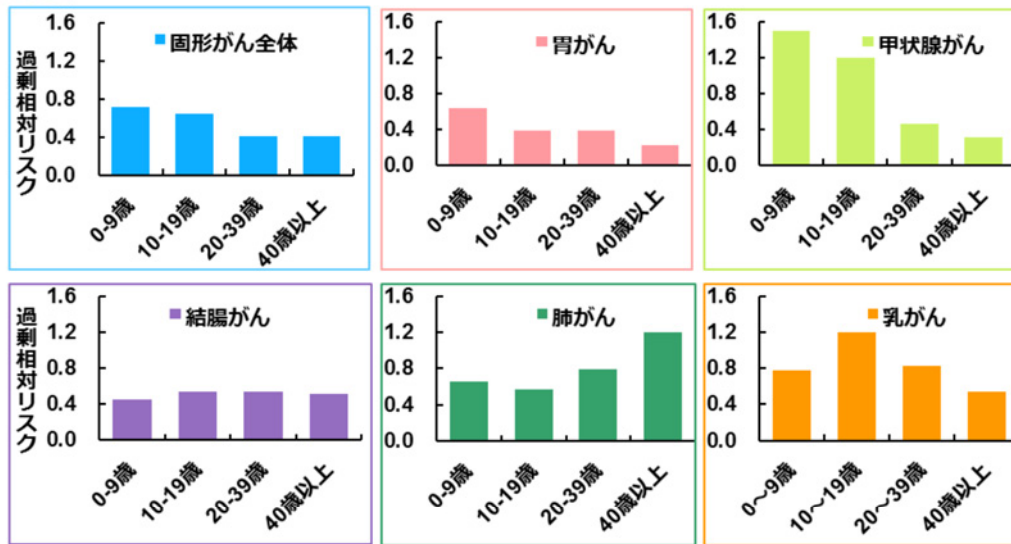 過剰相対リスク
1.6
1.2
0.8
0.4
0.0
固形がん全体
0-9歳
10-19歳
20-39歳
40歳以上
1.6
1.2
0.8
0.4
0.0
胃がん
0-9歳
10-19歳
20-39歳
40歳以上
1.6
1.2
0.8
0.4
0.0
甲状腺がん
0-9歳
10-19歳
20-39歳
40歳以上
過剰相対リスク
1.6
1.2
0.8
0.4
0.0
結腸がん
0-9歳
10-19歳
20-39歳
40歳以上
1.6
1.2
0.8
0.4
0.0
肺がん
0-9歳
10-19歳
20-39歳
40歳以上
1.6
1.2
0.8
0.4
0.0
乳がん
0～9歳
10～19歳
20～39歳
40歳以上